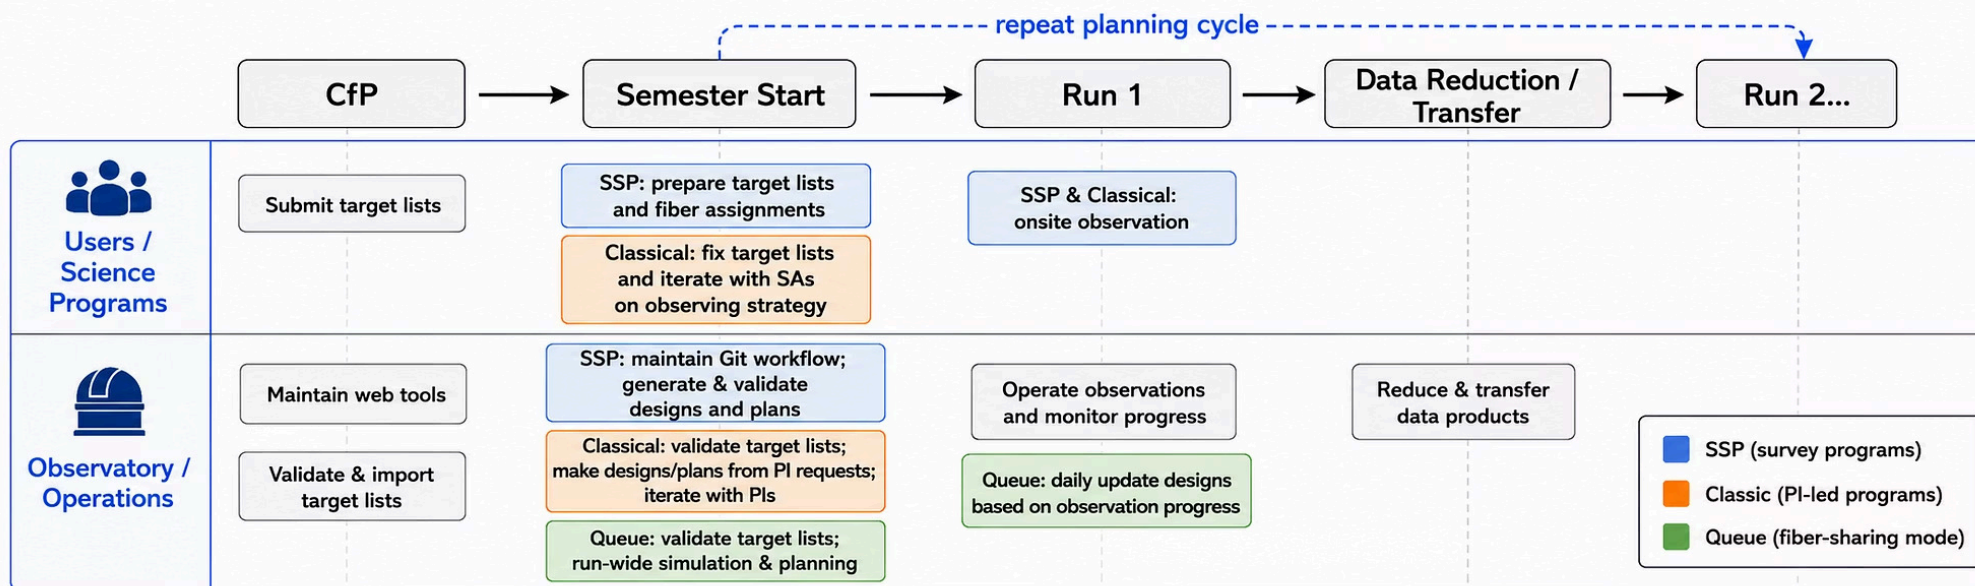 repeat planning cycle
CfP
Semester Start
Run 1
Data Reduction /
Transfer
Run 2...
Users /
Science
Programs
Submit target lists
SSP: prepare target lists
and fiber assignments
Classical: fix target lists
and iterate with SAs
on observing strategy
SSP & Classical:
onsite observation
Observatory /
Operations
Maintain web tools
Validate & import
target lists
SSP: maintain Git workflow;
generate & validate
designs and plans
Classical: validate target lists;
make designs/plans from PI requests;
iterate with PIs
Queue: validate target lists;
run-wide simulation & planning
Operate observations
and monitor progress
Queue: daily update designs
based on observation progress
Reduce & transfer
data products
SSP (survey programs)
Classic (PI-led programs)
Queue (fiber-sharing mode)